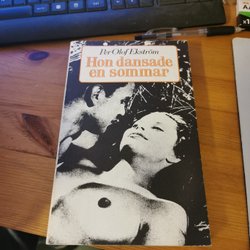 Per Olof Ekström
Hon dansade
en sommar